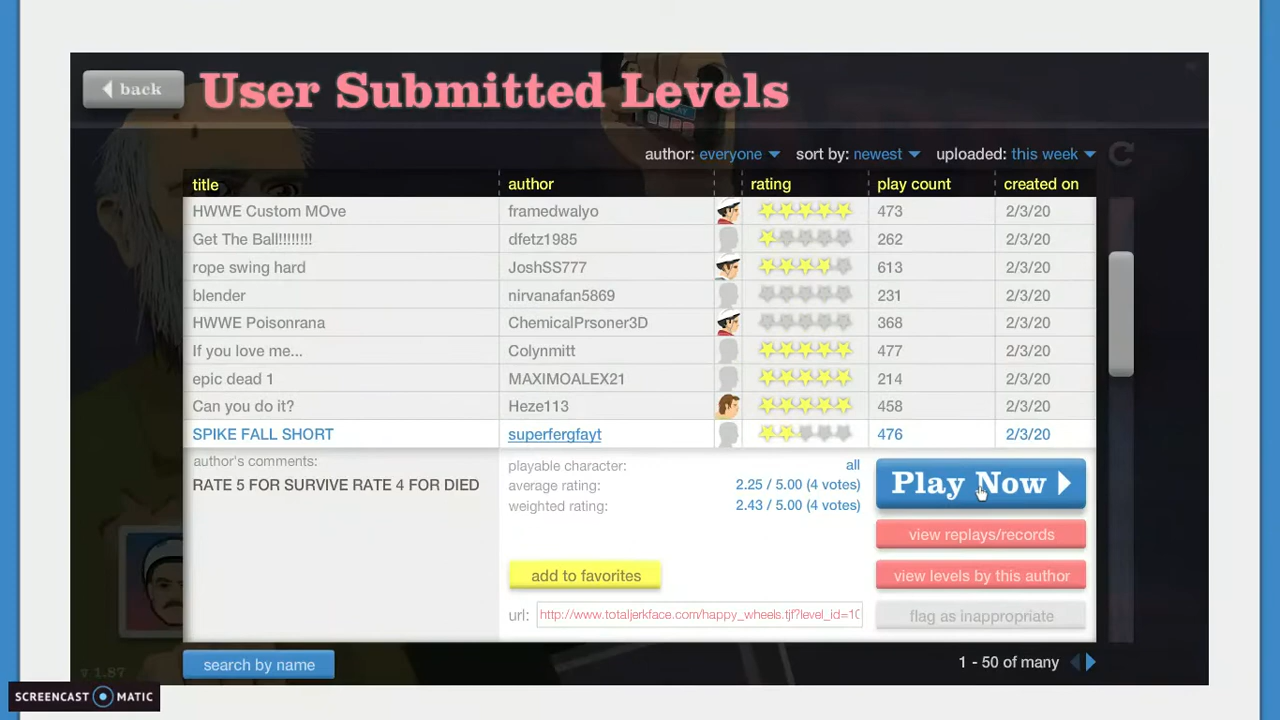 back
User Submitted Levels
author: everyone sort by: newest uploaded: this week
title author rating play count created on
HWWE Custom MOve framedwalyo 473 2/3/20
Get The Ball!!!!!!!! dfetz1985 262 2/3/20
rope swing hard JoshSS777 613 2/3/20
blender nirvanafan5869 231 2/3/20
HWWE Poisonrana ChemicalPrsoner3D 368 2/3/20
If you love me... Colynmitt 477 2/3/20
epic dead 1 MAXIMOALEX21 214 2/3/20
Can you do it? Heze113 458 2/3/20
SPIKE FALL SHORT superfergfayt 476 2/3/20
author's comments:
RATE 5 FOR SURVIVE RATE 4 FOR DIED
playable character: all
average rating: 2.25 / 5.00 (4 votes)
weighted rating: 2.43 / 5.00 (4 votes)
Play Now
view replays/records
add to favorites
view levels by this author
url: http://www.totaljerkface.com/happy_wheels.tjf?level_id=10
flag as inappropriate
search by name
1 - 50 of many
v 1.87
SCREENCAST MATIC